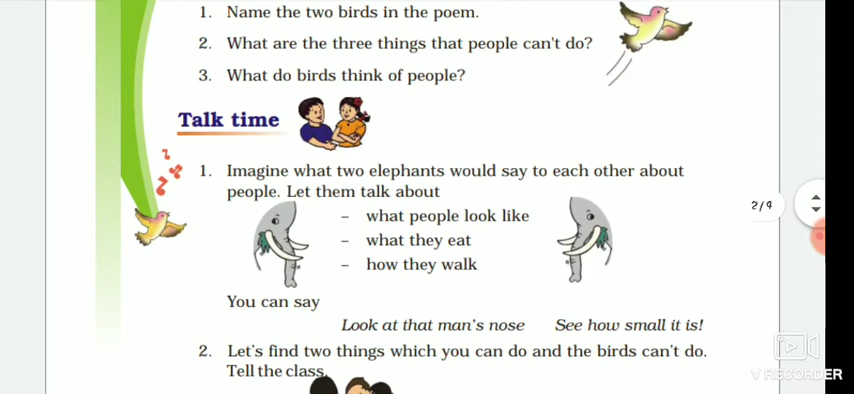 1. Name the two birds in the poem.
2. What are the three things that people can't do?
3. What do birds think of people?
Talk time
1. Imagine what two elephants would say to each other about
people. Let them talk about
– what people look like
– what they eat
– how they walk
2/9
You can say
Look at that man's nose See how small it is!
2. Let's find two things which you can do and the birds can't do.
Tell the class.
V RECORDER